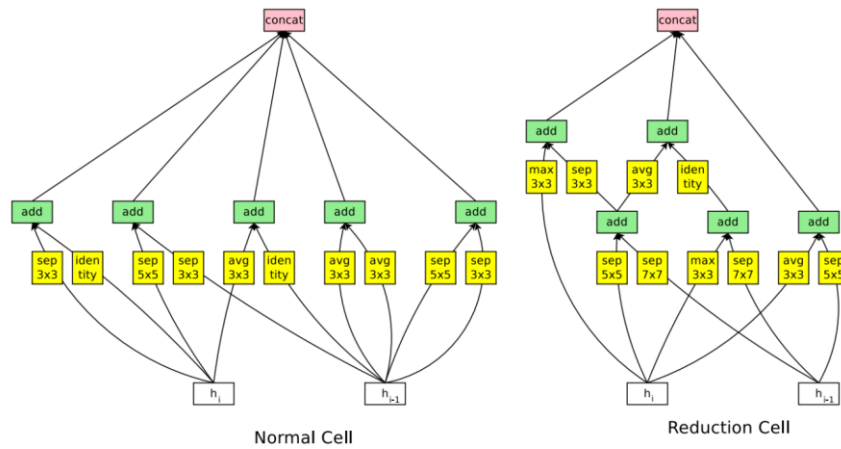 concat
concat
add
add
max
3x3
sep
3x3
avg
3x3
iden
tity
add
add
add
add
add
add
add
add
sep
3x3
iden
tity
sep
5x5
sep
3x3
avg
3x3
iden
tity
avg
3x3
avg
3x3
sep
5x5
sep
3x3
sep
5x5
sep
7x7
max
3x3
sep
7x7
avg
3x3
sep
5x5
hi
hi-1
hi
hi-1
Normal Cell
Reduction Cell